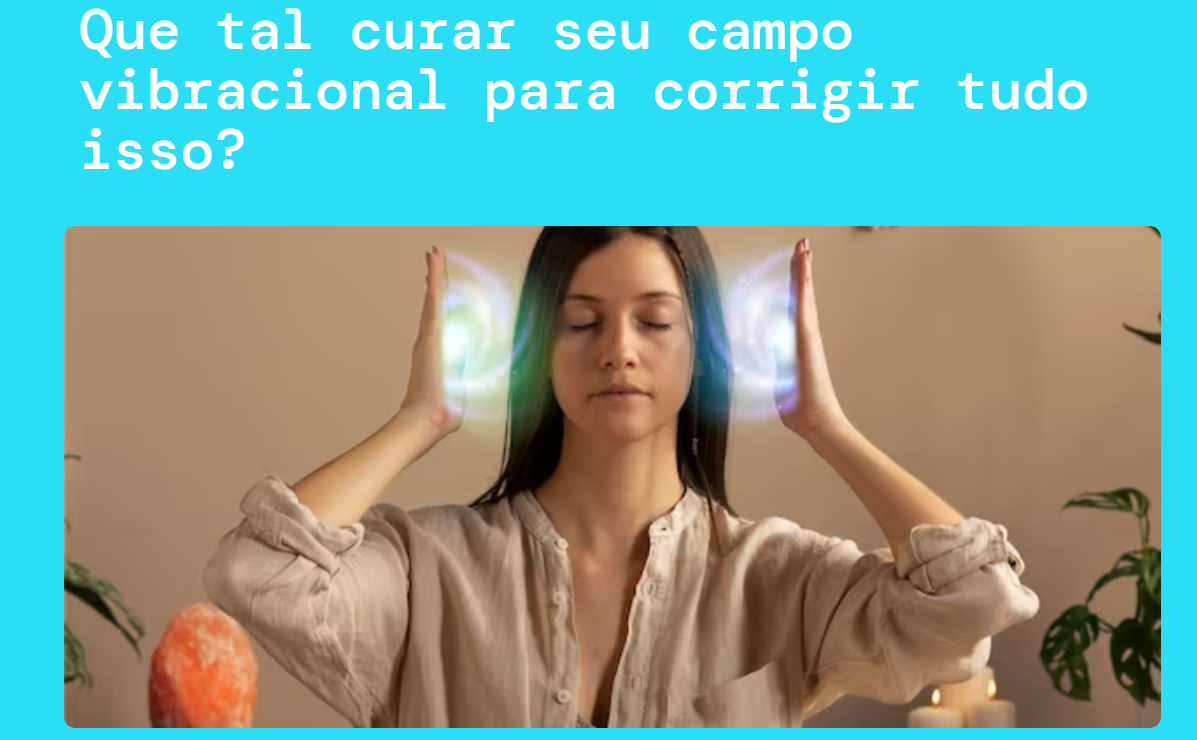 Que tal curar seu campo
vibracional para corrigir tudo
isso?